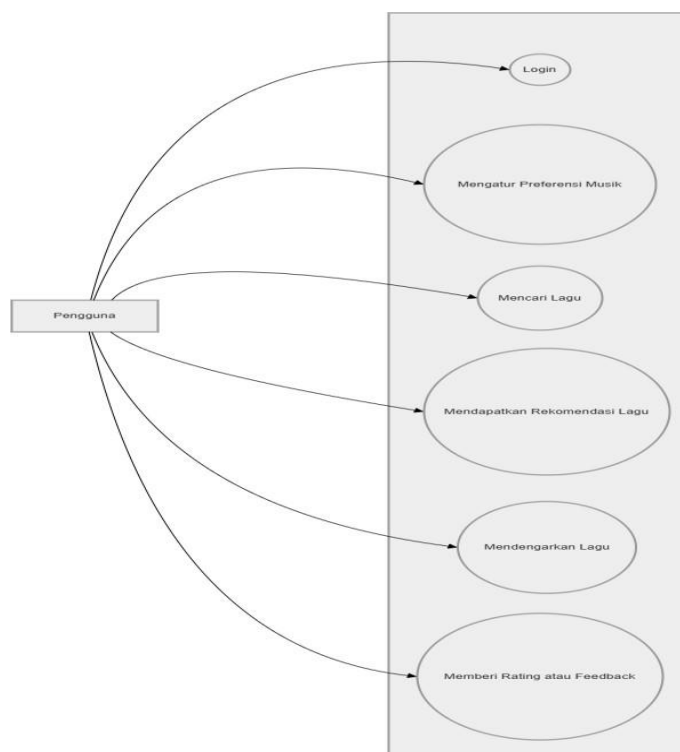 Login
Mengatur Preferensi Musik
Mencari Lagu
Pengguna
Mendapatkan Rekomendasi Lagu
Mendengarkan Lagu
Memberi Rating atau Feedback